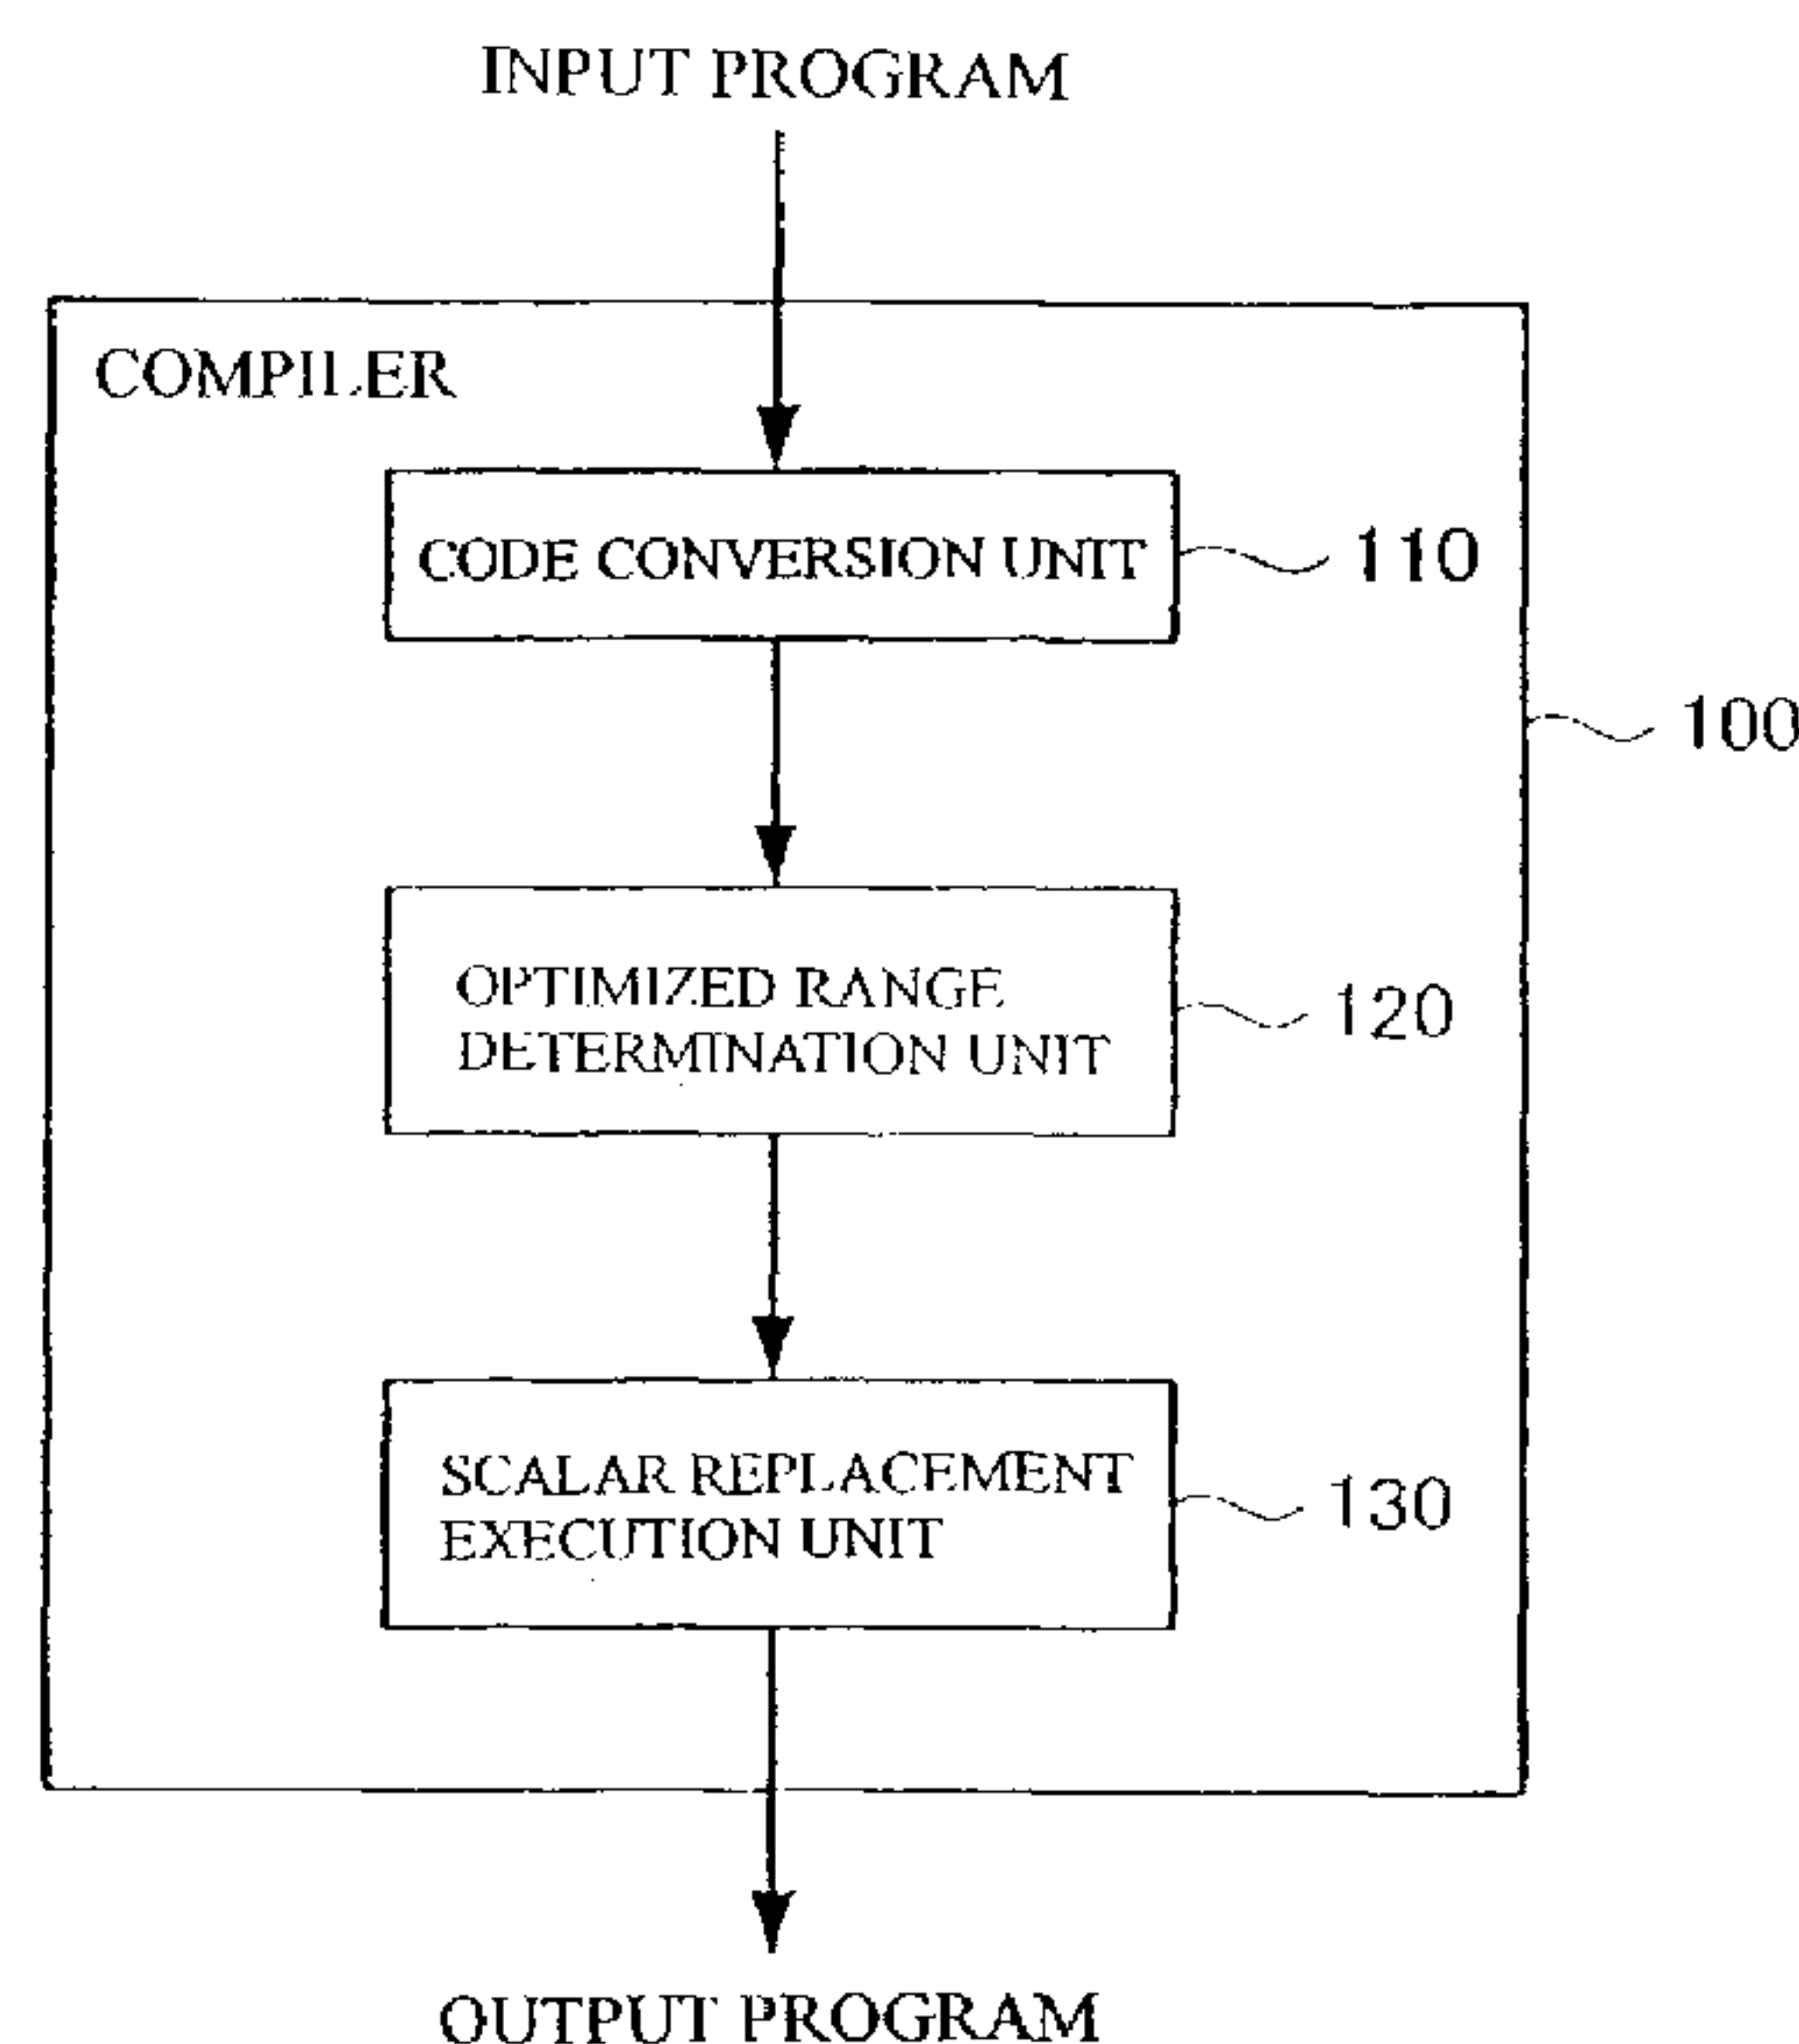 INPUT PROGRAM
COMPILER
CODE CONVERSION UNIT
110
100
OPTIMIZED RANGE
DETERMINATION UNIT
120
SCALAR REPLACEMENT
EXECUTION UNIT
130
OUTPUT PROGRAM